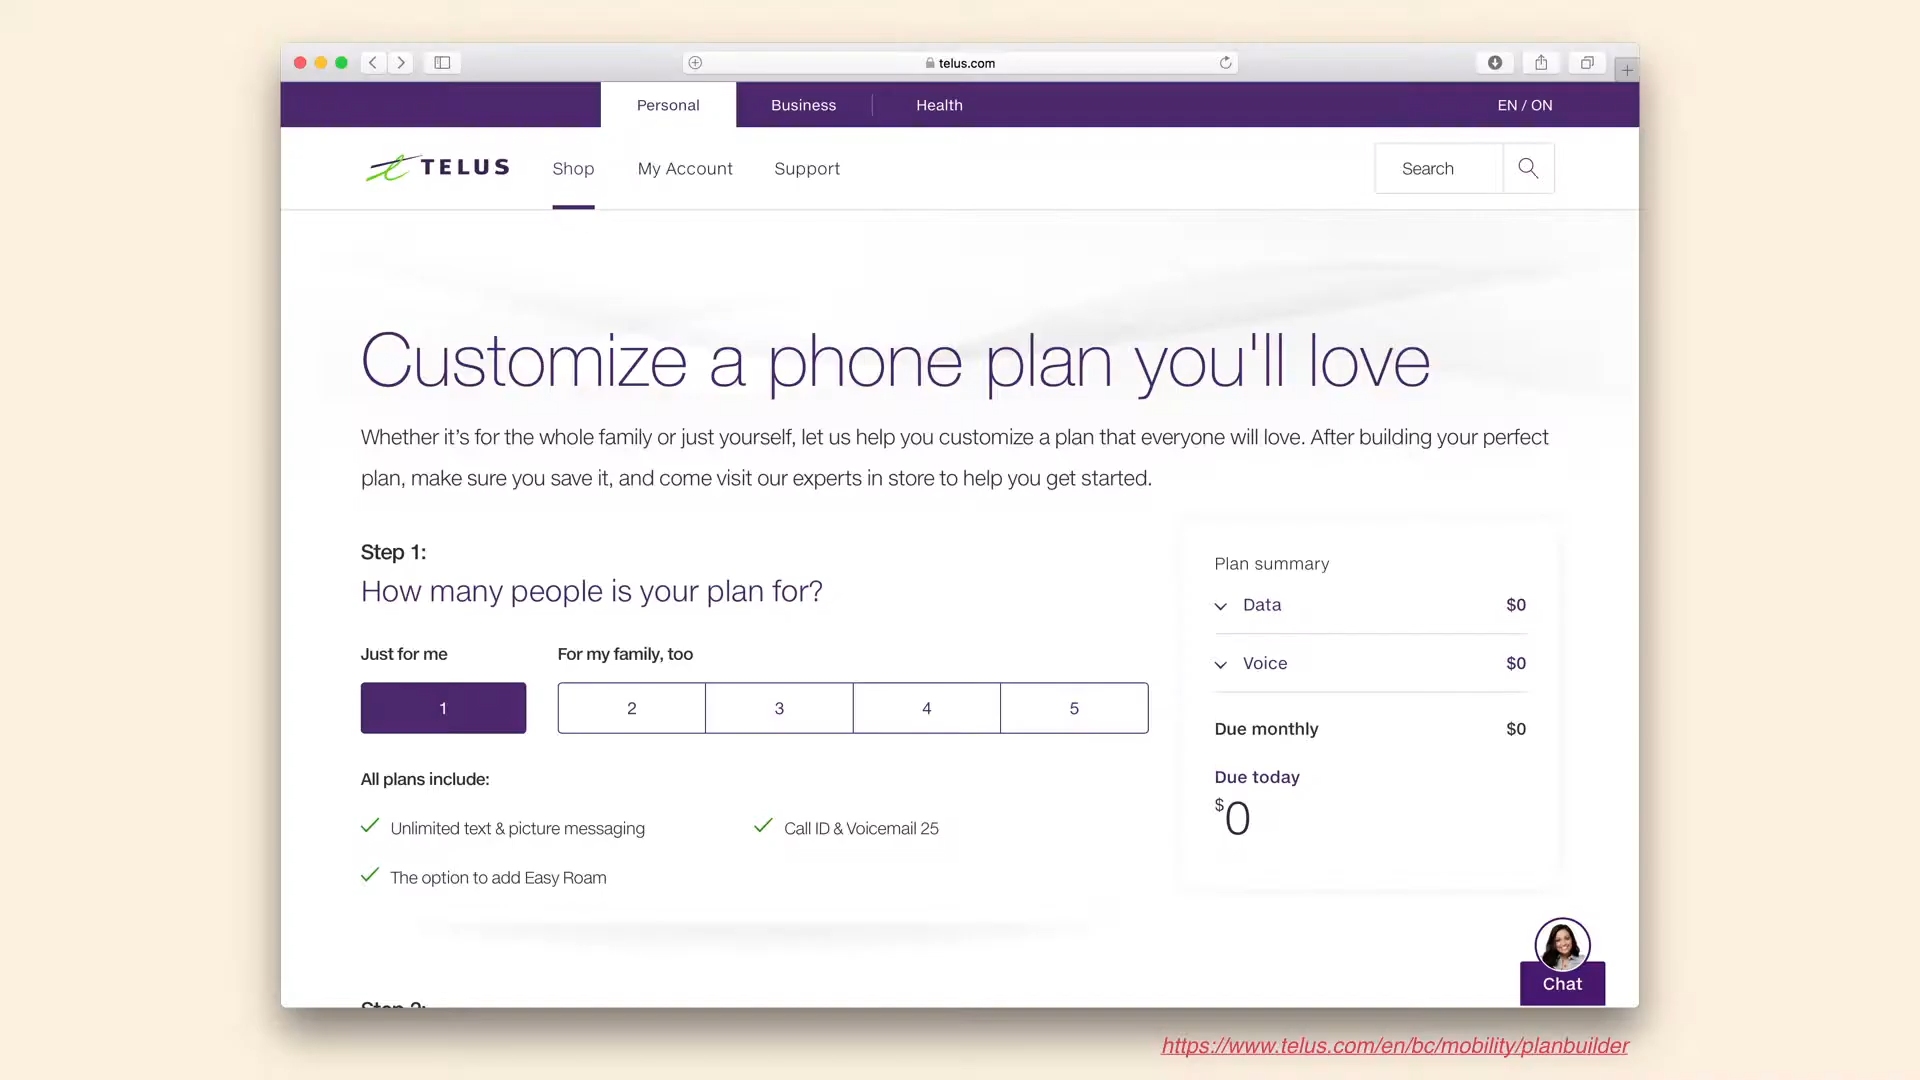 telus.com
Personal
Business
Health
EN / ON
TELUS
Shop
My Account
Support
Search
Customize a phone plan you'll love
Whether it's for the whole family or just yourself, let us help you customize a plan that everyone will love. After building your perfect
plan, make sure you save it, and come visit our experts in store to help you get started.
Step 1:
How many people is your plan for?
Just for me
For my family, too
1
2
3
4
5
All plans include:
Unlimited text & picture messaging
Call ID & Voicemail 25
The option to add Easy Roam
Plan summary
Data $0
Voice $0
Due monthly $0
Due today
$0
Chat
Step 2:
https://www.telus.com/en/bc/mobility/planbuilder